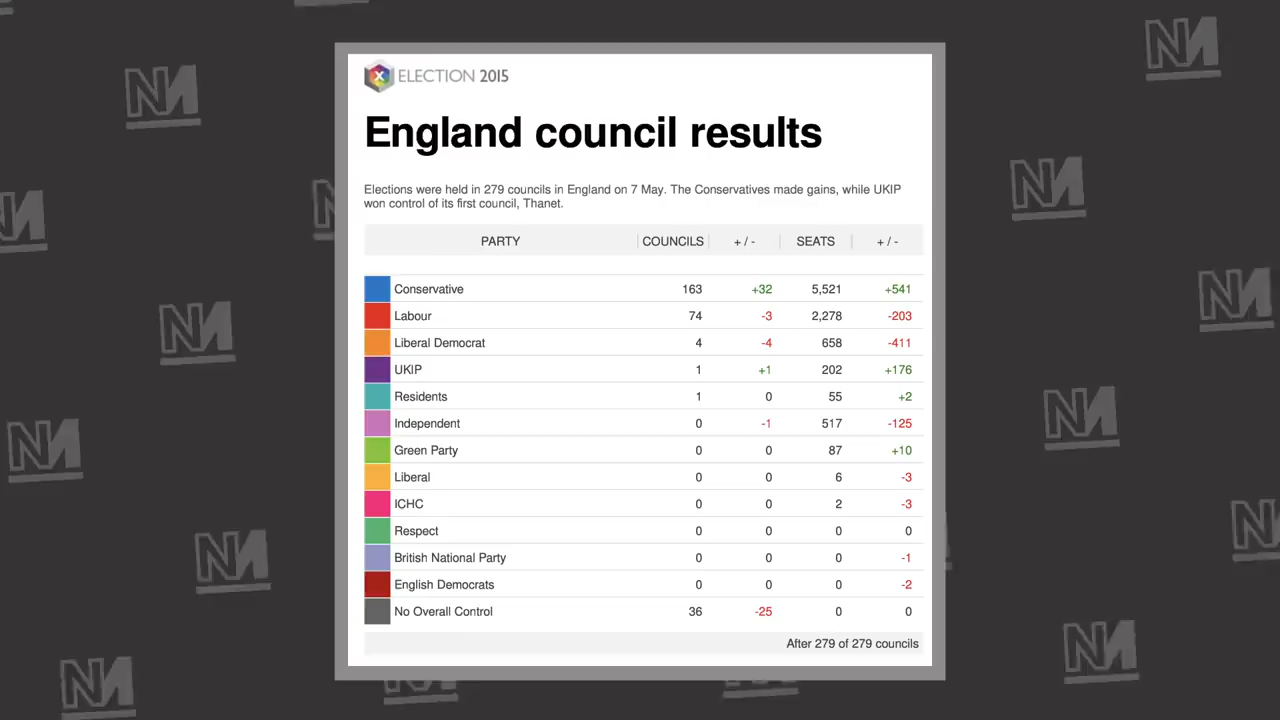 ELECTION 2015
England council results
Elections were held in 279 councils in England on 7 May. The Conservatives made gains, while UKIP
won control of its first council, Thanet.
PARTY COUNCILS + / - SEATS + / -
Conservative 163 +32 5,521 +541
Labour 74 -3 2,278 -203
Liberal Democrat 4 -4 658 -411
UKIP 1 +1 202 +176
Residents 1 0 55 +2
Independent 0 -1 517 -125
Green Party 0 0 87 +10
Liberal 0 0 6 -3
ICHC 0 0 2 -3
Respect 0 0 0 0
British National Party 0 0 0 -1
English Democrats 0 0 0 -2
No Overall Control 36 -25 0 0
After 279 of 279 councils